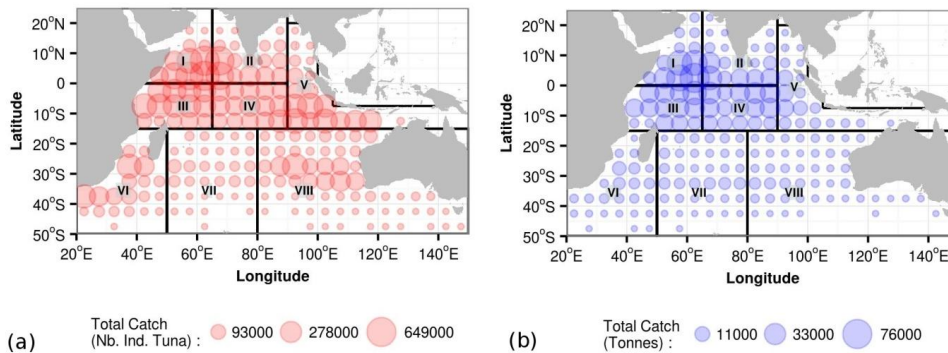 20°N
10°N
0
10°S
20°S
30°S
40°S
50°S
Latitude
I
II
III
IV
V
VI
VII
VIII
20°E 40°E 60°E 80°E 100°E 120°E 140°E
Longitude
(a)
Total Catch
(Nb. Ind. Tuna) : 93000 278000 649000
20°N
10°N
0
10°S
20°S
30°S
40°S
50°S
Latitude
I
II
III
IV
V
VI
VII
VIII
20°E 40°E 60°E 80°E 100°E 120°E 140°E
Longitude
(b)
Total Catch
(Tonnes) : 11000 33000 76000